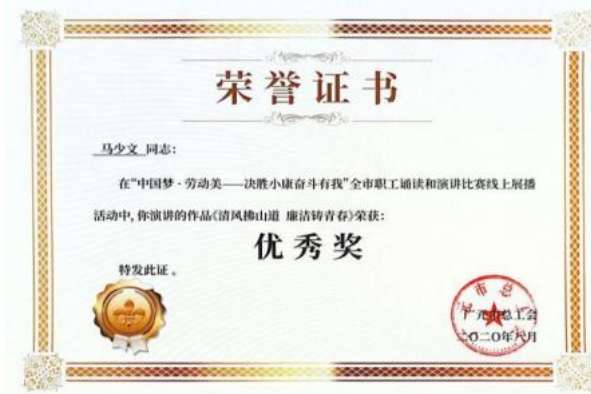 荣誉证书
马少文 同志:
在“中国梦·劳动美——决胜小康奋斗有我”全市职工诵读和演讲比赛线上展播
活动中, 你演讲的作品《清风拂山道 廉洁铸青春》荣获:
优秀奖
特发此证。
广元市总工会
二〇二〇年八月